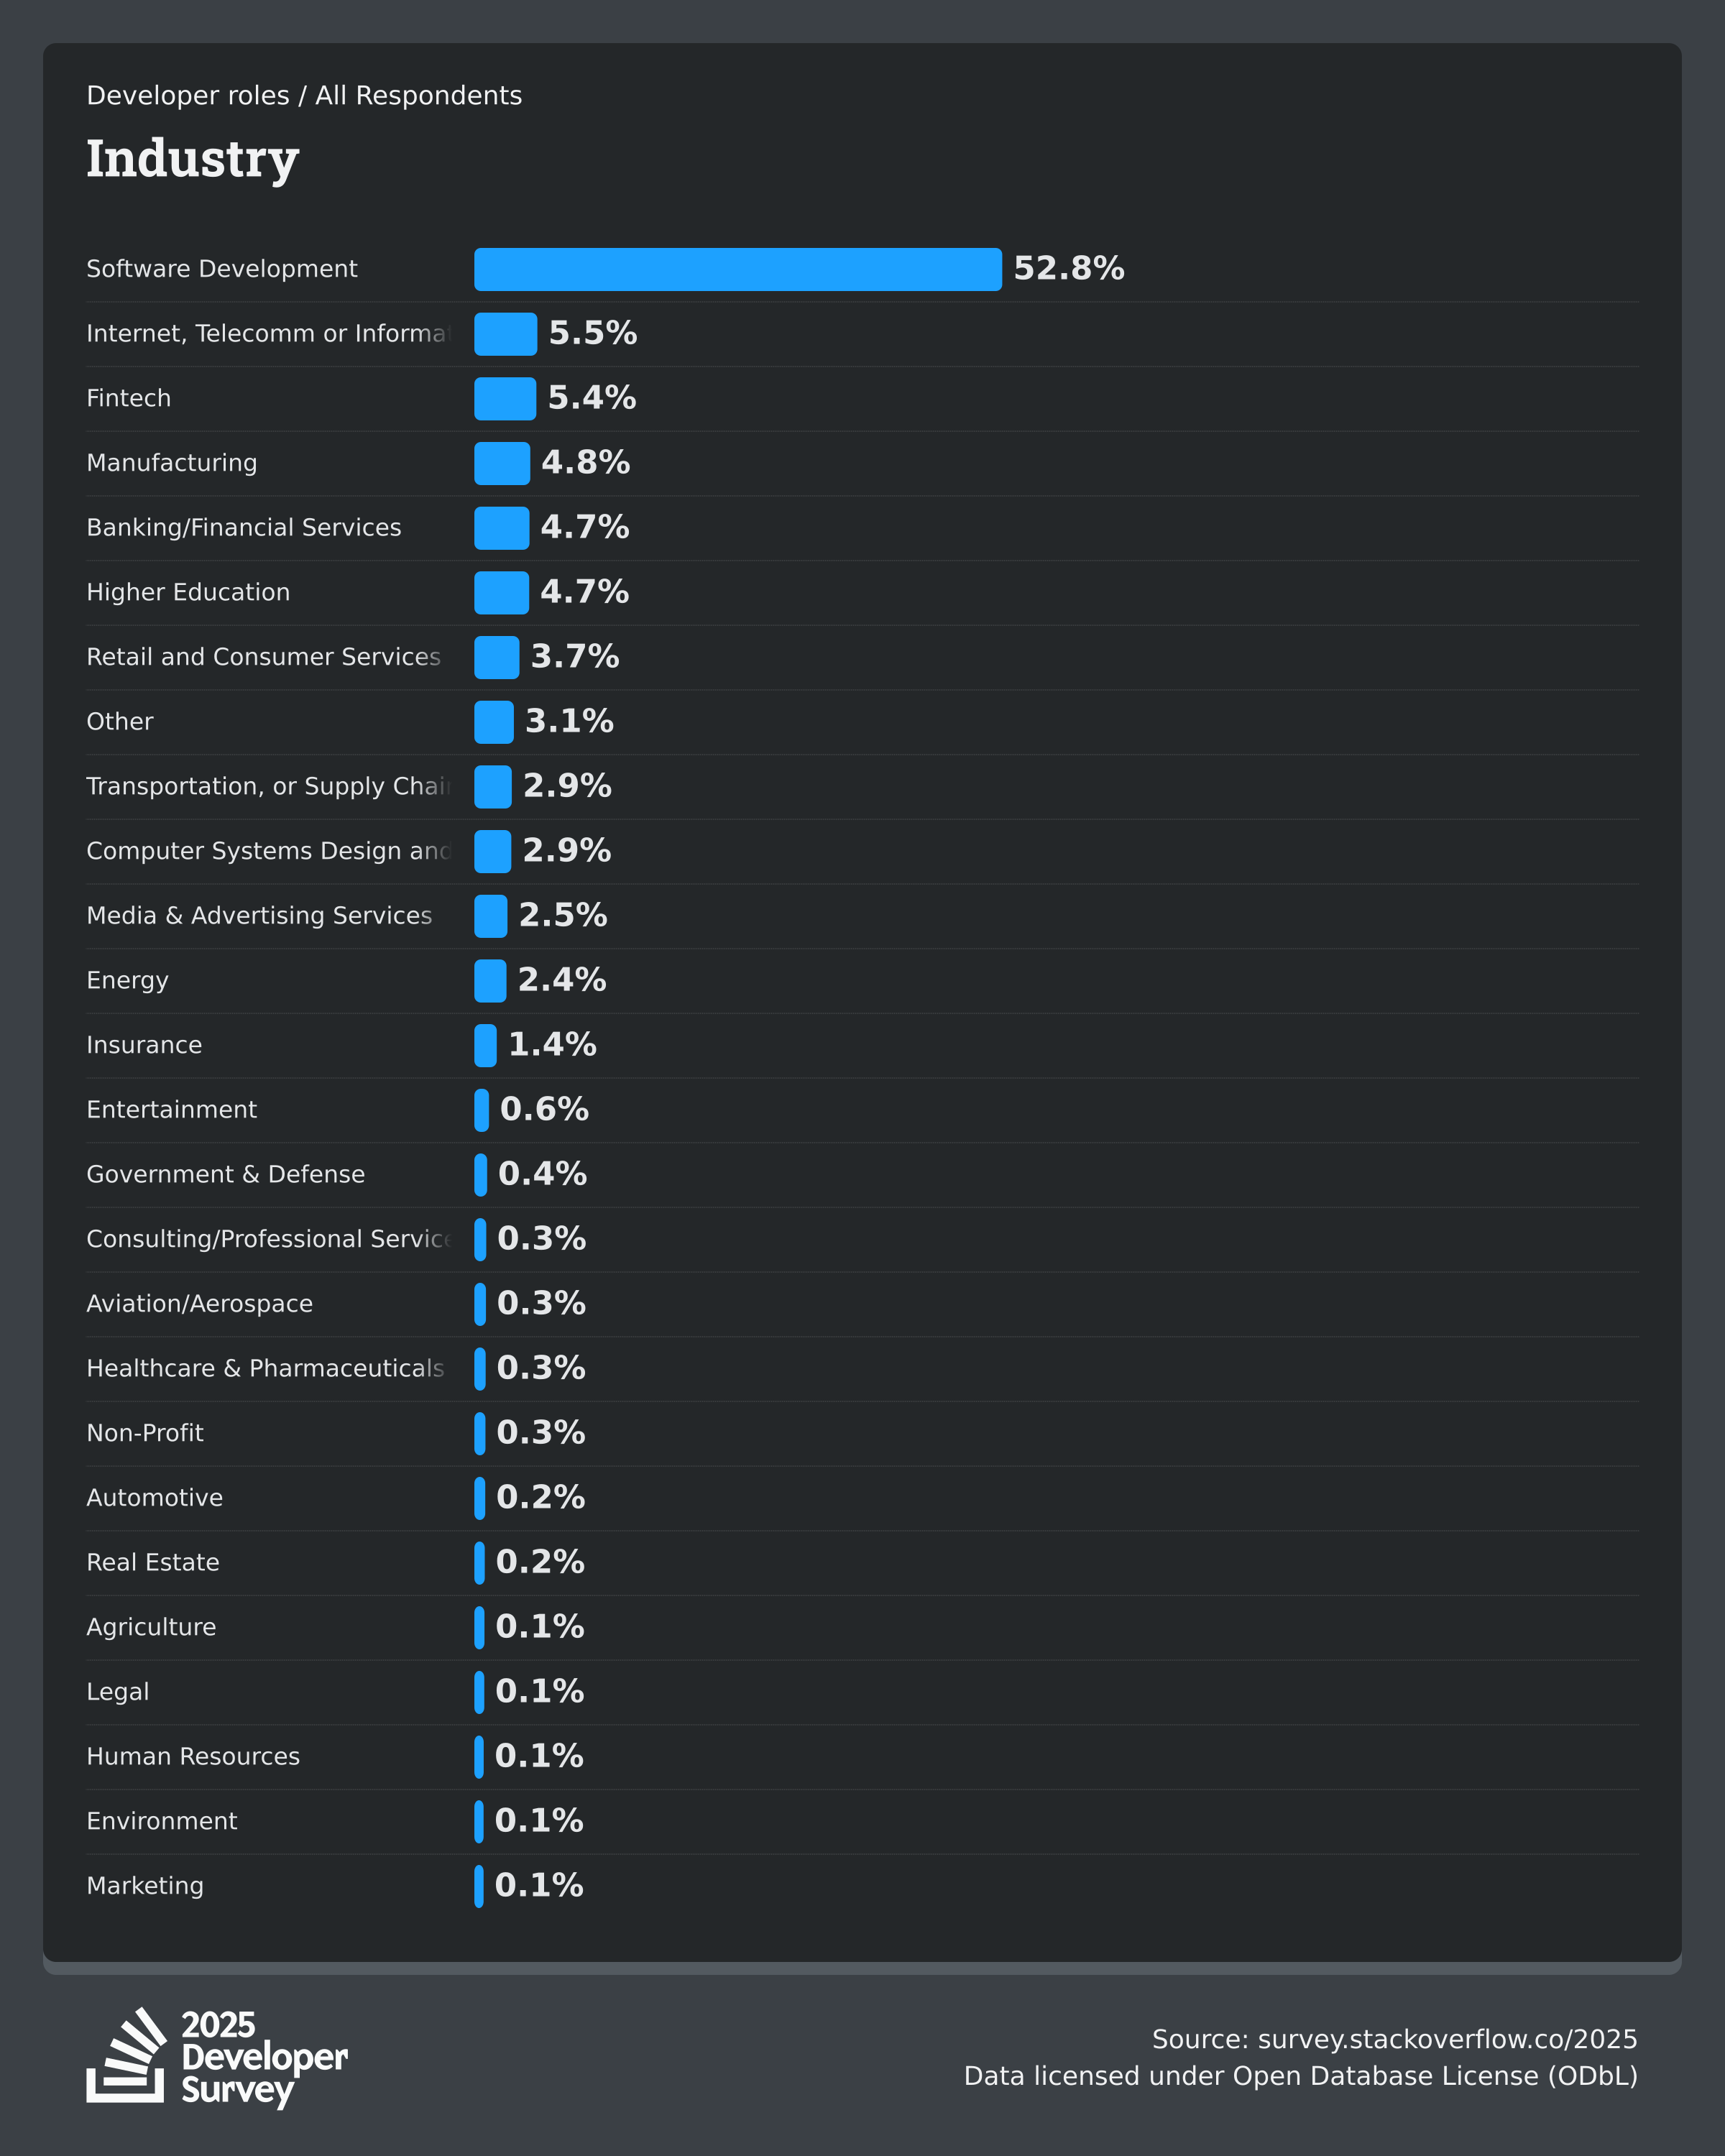 Developer roles / All Respondents
Industry
Software Development 52.8%
Internet, Telecomm or 5.5%
Fintech 5.4%
Manufacturing 4.8%
Banking/Financial Services 4.7%
Higher Education 4.7%
Retail and Consumer Services 3.7%
Other 3.1%
Transportation, or Supply Chain 2.9%
Computer Systems Design and 2.9%
Media & Advertising Services 2.5%
Energy 2.4%
Insurance 1.4%
Entertainment 0.6%
Government & Defense 0.4%
Consulting/Professional Service 0.3%
Aviation/Aerospace 0.3%
Healthcare & Pharmaceuticals 0.3%
Non-Profit 0.3%
Automotive 0.2%
Real Estate 0.2%
Agriculture 0.1%
Legal 0.1%
Human Resources 0.1%
Environment 0.1%
Marketing 0.1%
2025
Developer
Survey
Source: survey.stackoverflow.co/2025
Data licensed under Open Database License (ODbL)